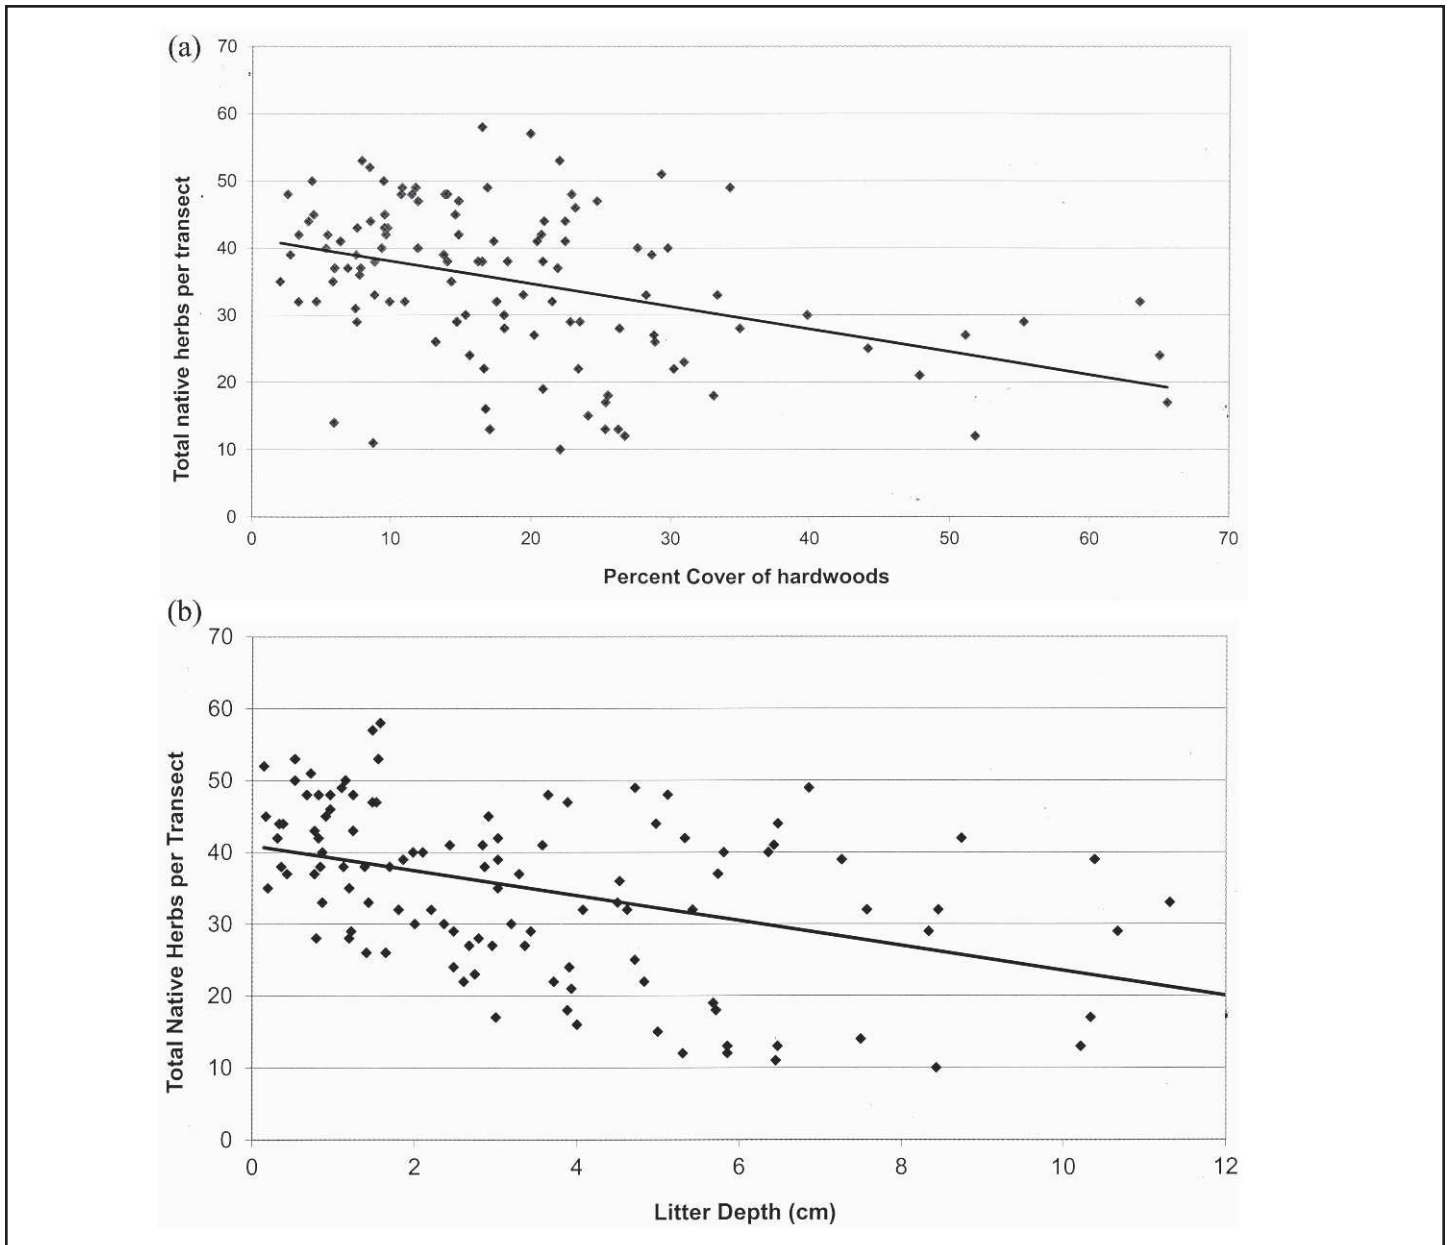 (a)
70
60
50
40
30
20
10
0
Total native herbs per transect
0 10 20 30 40 50 60 70
Percent Cover of hardwoods
(b)
70
60
50
40
30
20
10
0
Total Native Herbs per Transect
0 2 4 6 8 10 12
Litter Depth (cm)